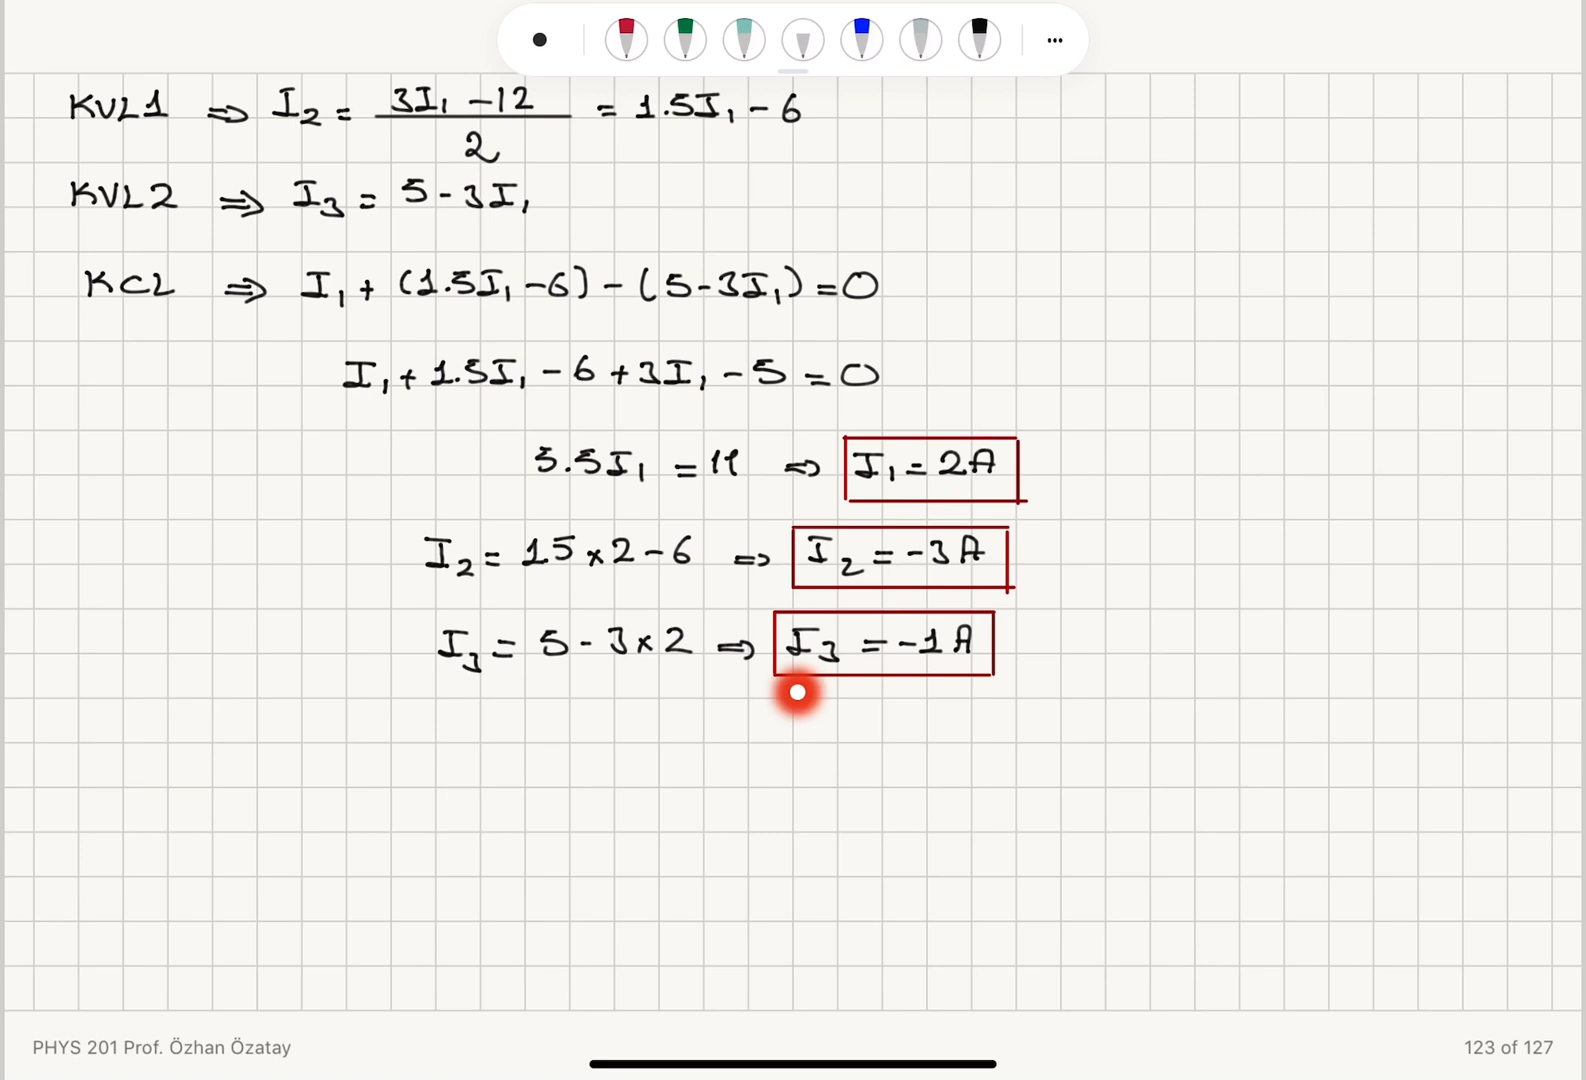 KVL1 ⇒ I₂ = (3I₁ - 12)/2 = 1.5I₁ - 6
KVL2 ⇒ I₃ = 5 - 3I₁
KCL ⇒ I₁ + (1.5I₁ - 6) - (5 - 3I₁) = 0
I₁ + 1.5I₁ - 6 + 3I₁ - 5 = 0
5.5I₁ = 11 ⇒ I₁ = 2A
I₂ = 1.5 × 2 - 6 ⇒ I₂ = -3A
I₃ = 5 - 3 × 2 ⇒ I₃ = -1A
PHYS 201 Prof. Özhan Özatay
123 of 127